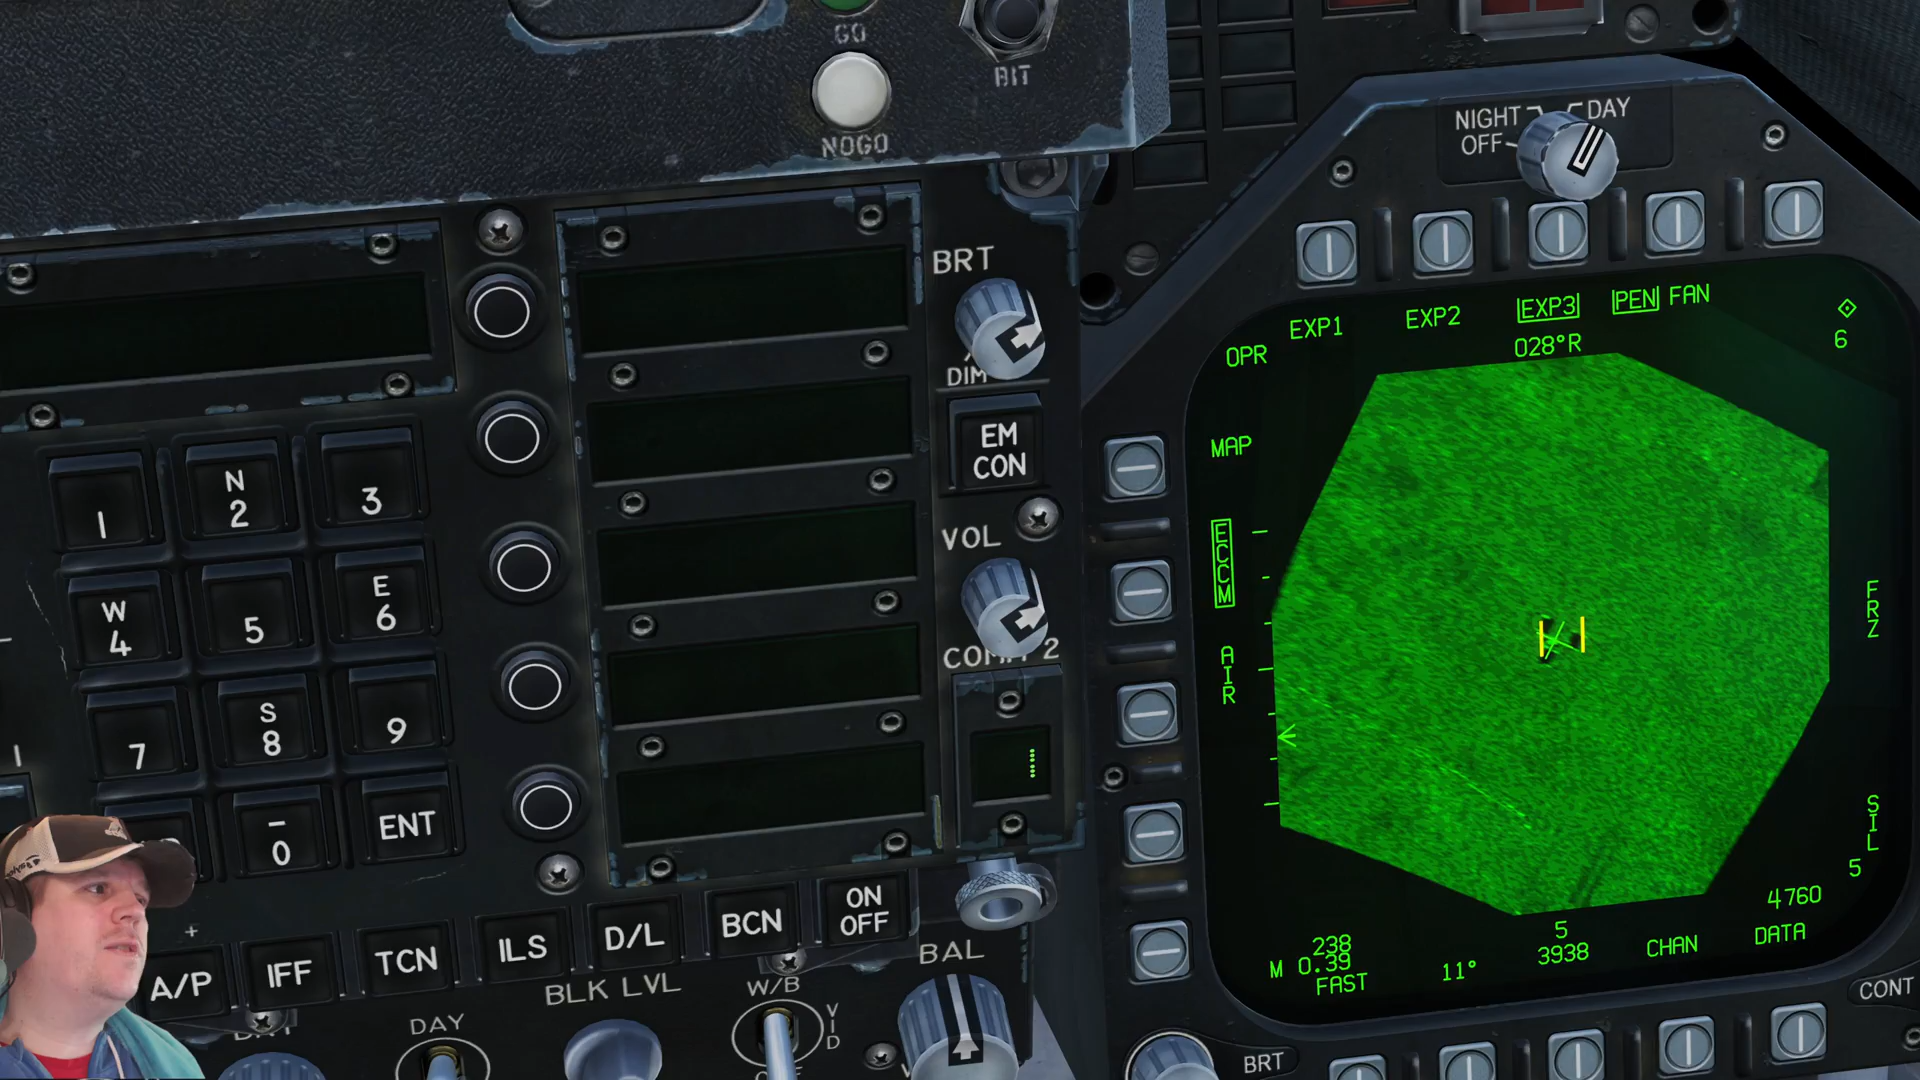 GO
BIT
NOGO
NIGHT
DAY
OFF
BRT
DIM
EM
CON
VOL
COMM 2
1
N
2
3
W
4
5
E
6
7
S
8
9
-
0
ENT
+
A/P
IFF
TCN
ILS
D/L
BCN
ON
OFF
BAL
BLK LVL
W/B
VID
DAY
BRT
CONT
OPR
EXP1
EXP2
EXP3
PEN
FAN
6
028°R
MAP
ECCM
AIR
FRZ
SIL
5
4760
DATA
CHAN
5
3938
11°
238
M 0.39
FAST